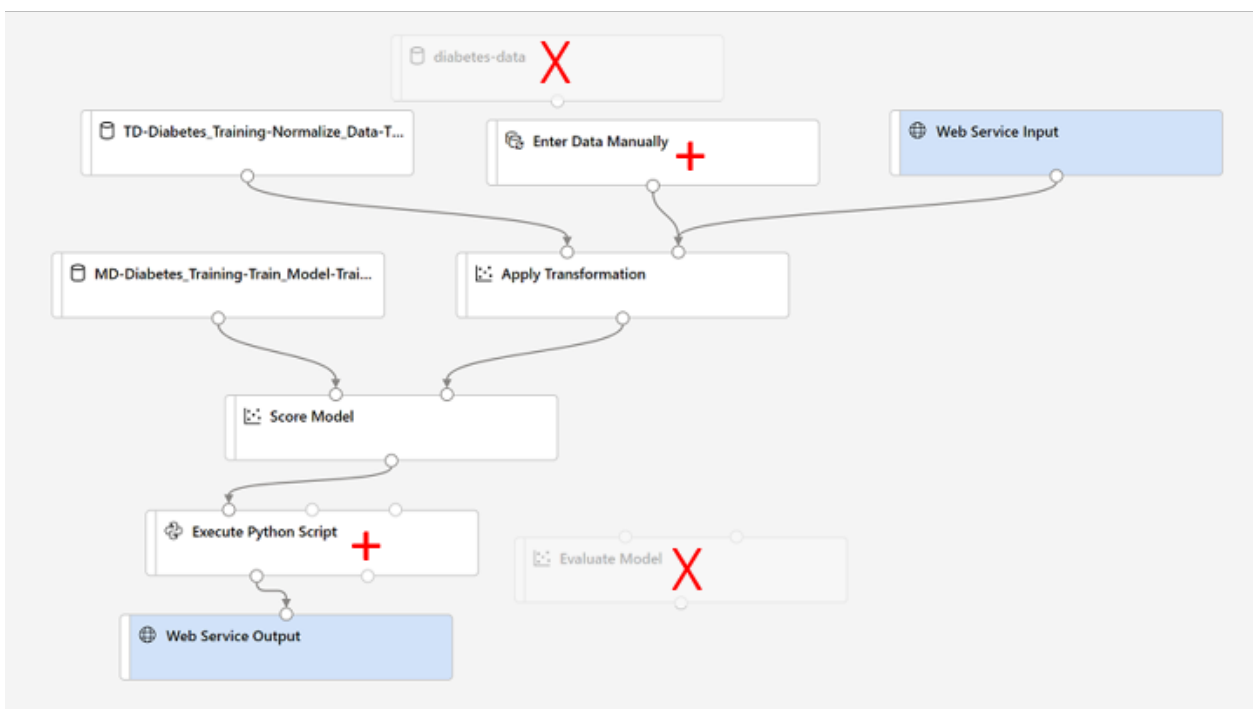 diabetes-data
TD-Diabetes_Training-Normalize_Data-T...
Enter Data Manually
Web Service Input
MD-Diabetes_Training-Train_Model-Trai...
Apply Transformation
Score Model
Execute Python Script
Evaluate Model
Web Service Output